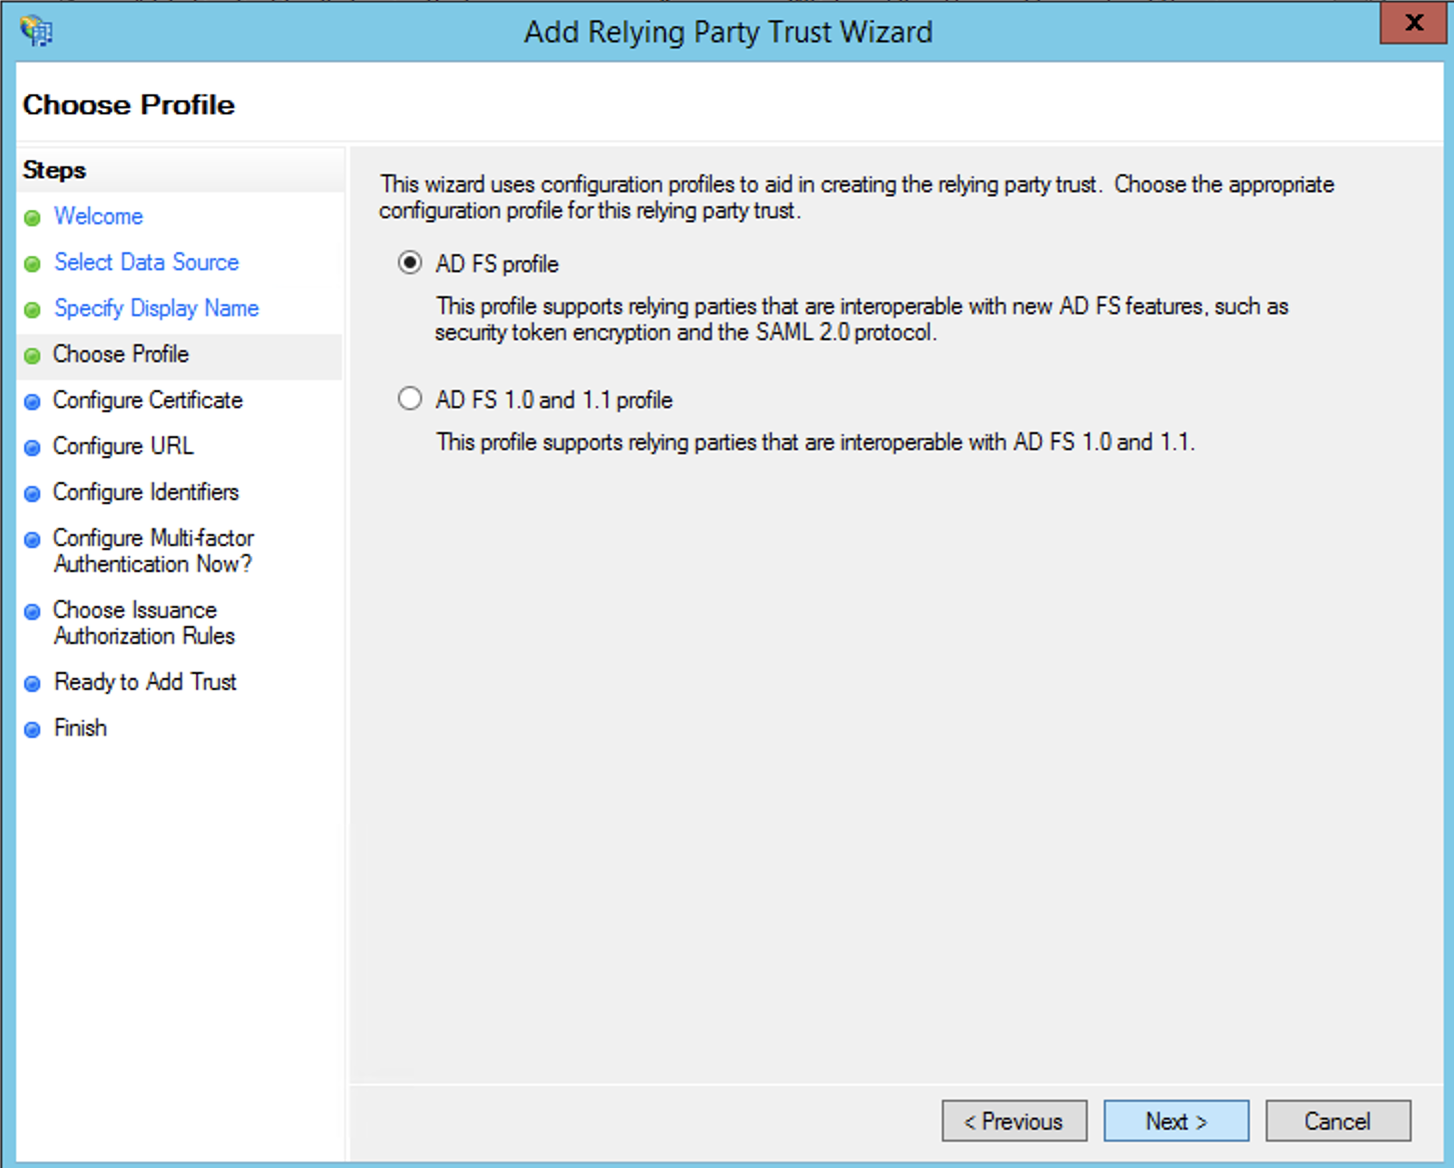 Add Relying Party Trust Wizard
X
Choose Profile
Steps
Welcome
Select Data Source
Specify Display Name
Choose Profile
Configure Certificate
Configure URL
Configure Identifiers
Configure Multi-factor
Authentication Now?
Choose Issuance
Authorization Rules
Ready to Add Trust
Finish
This wizard uses configuration profiles to aid in creating the relying party trust.  Choose the appropriate
configuration profile for this relying party trust.
AD FS profile
This profile supports relying parties that are interoperable with new AD FS features, such as
security token encryption and the SAML 2.0 protocol.
AD FS 1.0 and 1.1 profile
This profile supports relying parties that are interoperable with AD FS 1.0 and 1.1.
< Previous
Next >
Cancel